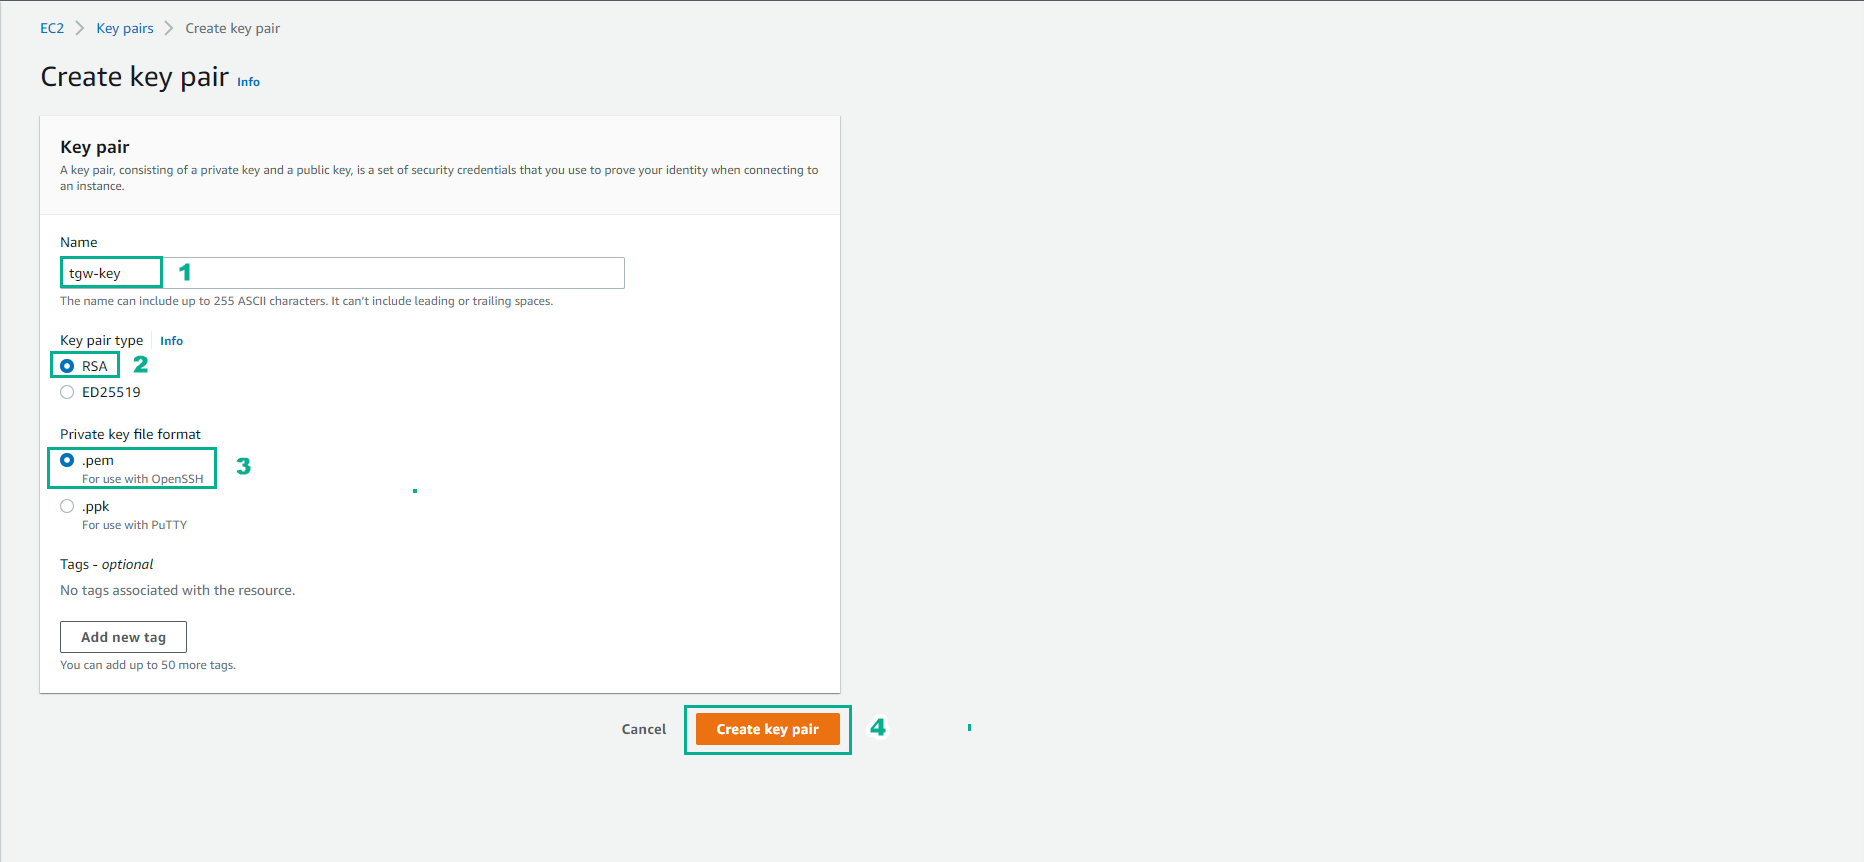 EC2 > Key pairs > Create key pair
Create key pair Info
Key pair
A key pair, consisting of a private key and a public key, is a set of security credentials that you use to prove your identity when connecting to
an instance.
Name
tgw-key 1
The name can include up to 255 ASCII characters. It can't include leading or trailing spaces.
Key pair type Info
RSA 2
ED25519
Private key file format
.pem 3
For use with OpenSSH
.ppk
For use with PuTTY
Tags - optional
No tags associated with the resource.
Add new tag
You can add up to 50 more tags.
Cancel Create key pair 4